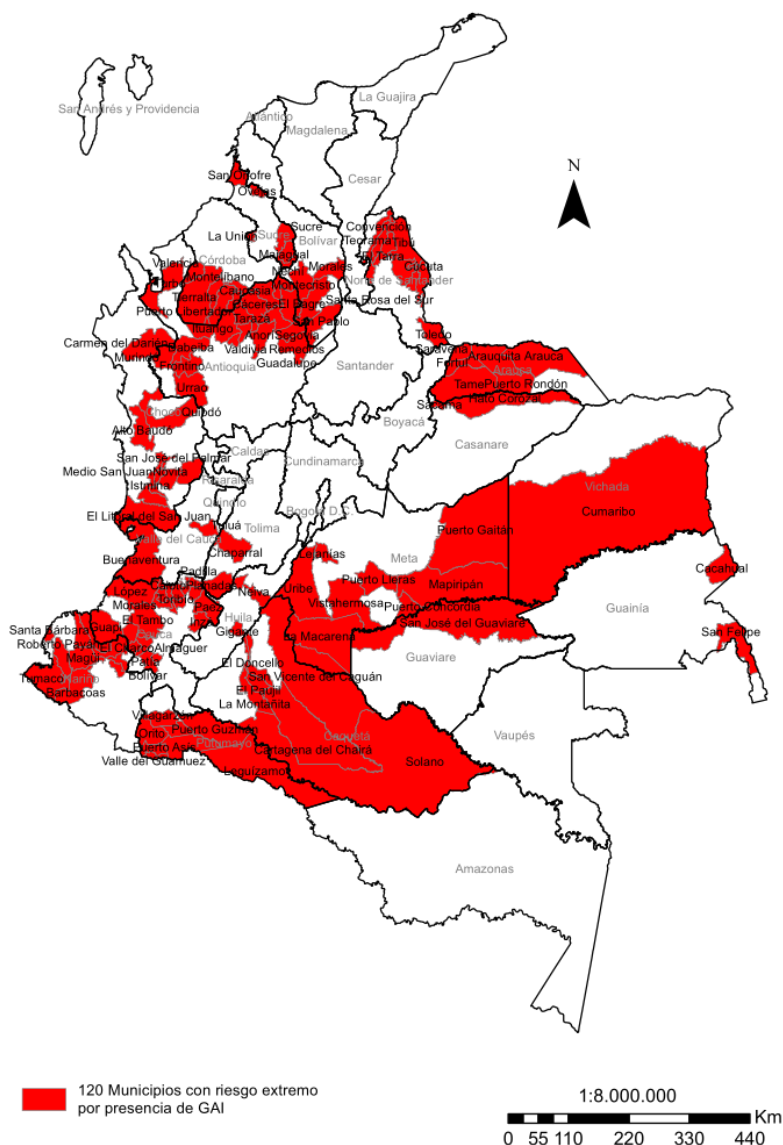 La Guajira
San Andrés y Providencia
Atlántico
Magdalena
N
San Onofre
Cesar
Ovejas
Convención
La Unión
Sucre
Sucre
Teorama
Tibú
Bolívar
El Tarra
Majagual
Valencia
Córdoba
Nechí
Morales
Cúcuta
Montelíbano
Norte de Santander
Caucasia
Montecristo
Tierralta
Cáceres
El Bagre
Santa Rosa del Sur
Puerto Libertador
Tarazá
San Pablo
Ituango
Toledo
Carmen del Darién
Anorí
Segovia
Dabeiba
Saravena
Arauquita
Arauca
Murindó
Valdivia
Remedios
Fortul
Frontino
Antioquia
Guadalupe
Santander
Arauca
Urrao
Tame
Puerto Rondón
Chocó
Quibdó
Sácama
Hato Corozal
Boyacá
Alto Baudó
Casanare
Caldas
San José del Palmar
Cundinamarca
Medio San Juan
Nóvita
Istmina
Risaralda
Vichada
Quindío
Bogotá D.C.
El Litoral del San Juan
Tolima
Cumaribo
Tuluá
Puerto Gaitán
Valle del Cauca
Chaparral
Lejanías
Meta
Buenaventura
Cacahual
Padilla
Puerto Lleras
López
Caloto
Planadas
Uribe
Mapiripán
Neiva
Morales
Toribío
Vistahermosa
Puerto Concordia
Páez
Guainía
Huila
San José del Guaviare
Santa Bárbara
Guapi
El Tambo
Inzá
Gigante
San Felipe
Roberto Payán
Cauca
La Macarena
El Charco
Almaguer
Guaviare
Magüí
Patía
El Doncello
Tumaco
Nariño
San Vicente del Caguán
Bolívar
El Paujil
Barbacoas
La Montañita
Villagarzón
Vaupés
Orito
Puerto Guzmán
Caquetá
Puerto Asís
Putumayo
Cartagena del Chairá
Solano
Valle del Guamuez
Leguízamo
Amazonas
120 Municipios con riesgo extremo
por presencia de GAI
1:8.000.000
Km
0 55 110 220 330 440